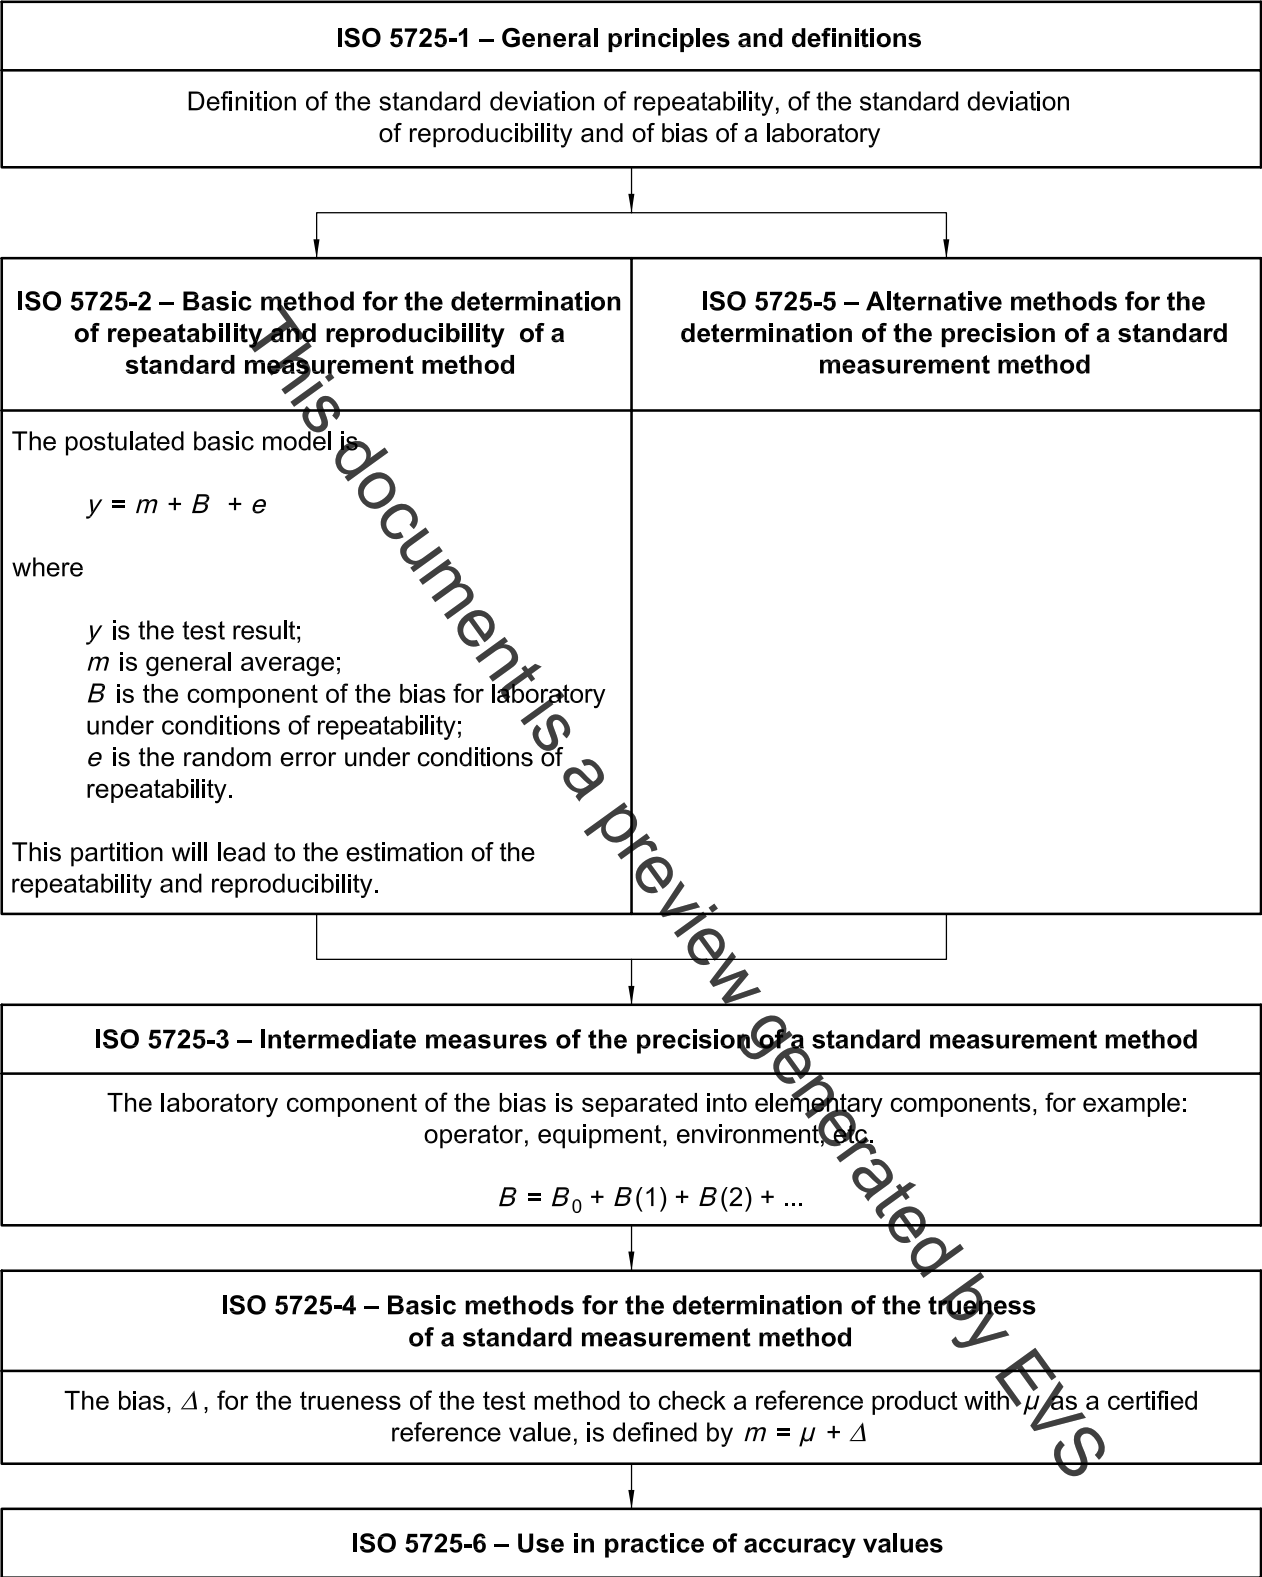 ISO 5725-1 – General principles and definitions
Definition of the standard deviation of repeatability, of the standard deviation
of reproducibility and of bias of a laboratory
ISO 5725-2 – Basic method for the determination
of repeatability and reproducibility of a
standard measurement method
ISO 5725-5 – Alternative methods for the
determination of the precision of a standard
measurement method
The postulated basic model is
y = m + B + e
where
y is the test result;
m is general average;
B is the component of the bias for laboratory
under conditions of repeatability;
e is the random error under conditions of
repeatability.
This partition will lead to the estimation of the
repeatability and reproducibility.
ISO 5725-3 – Intermediate measures of the precision of a standard measurement method
The laboratory component of the bias is separated into elementary components, for example:
operator, equipment, environment, etc.
B = B₀ + B(1) + B(2) + ...
ISO 5725-4 – Basic methods for the determination of the trueness
of a standard measurement method
The bias, Δ, for the trueness of the test method to check a reference product with μ as a certified
reference value, is defined by m = μ + Δ
ISO 5725-6 – Use in practice of accuracy values
This document is a preview generated by EVS